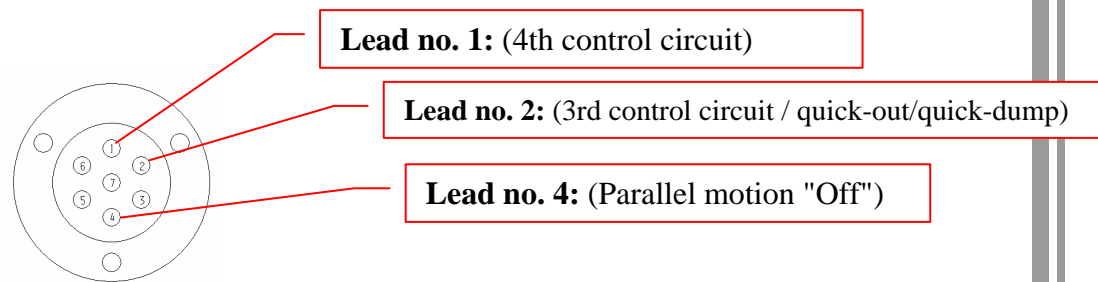 Lead no. 1: (4th control circuit)
Lead no. 2: (3rd control circuit / quick-out/quick-dump)
Lead no. 4: (Parallel motion "Off")
1
6
2
7
5
3
4